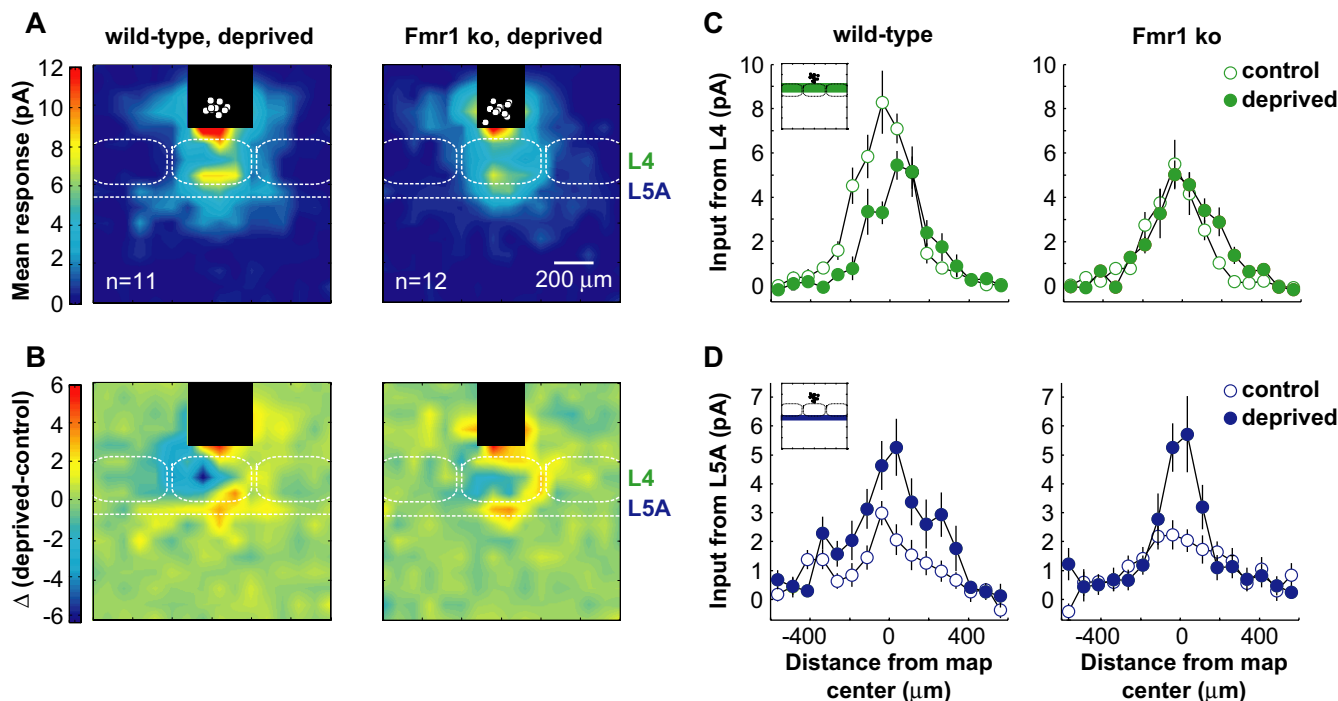 A
wild-type, deprived
Fmr1 ko, deprived
Mean response (pA)
12
10
8
6
4
2
0
n=11
n=12
200 μm
L4
L5A
B
Δ (deprived-control)
6
4
2
0
-2
-4
-6
L4
L5A
C
wild-type
Fmr1 ko
Input from L4 (pA)
10
8
6
4
2
0
10
8
6
4
2
0
control
deprived
D
Input from L5A (pA)
7
6
5
4
3
2
1
0
7
6
5
4
3
2
1
0
control
deprived
-400 0 400
-400 0 400
Distance from map
center (μm)
Distance from map
center (μm)